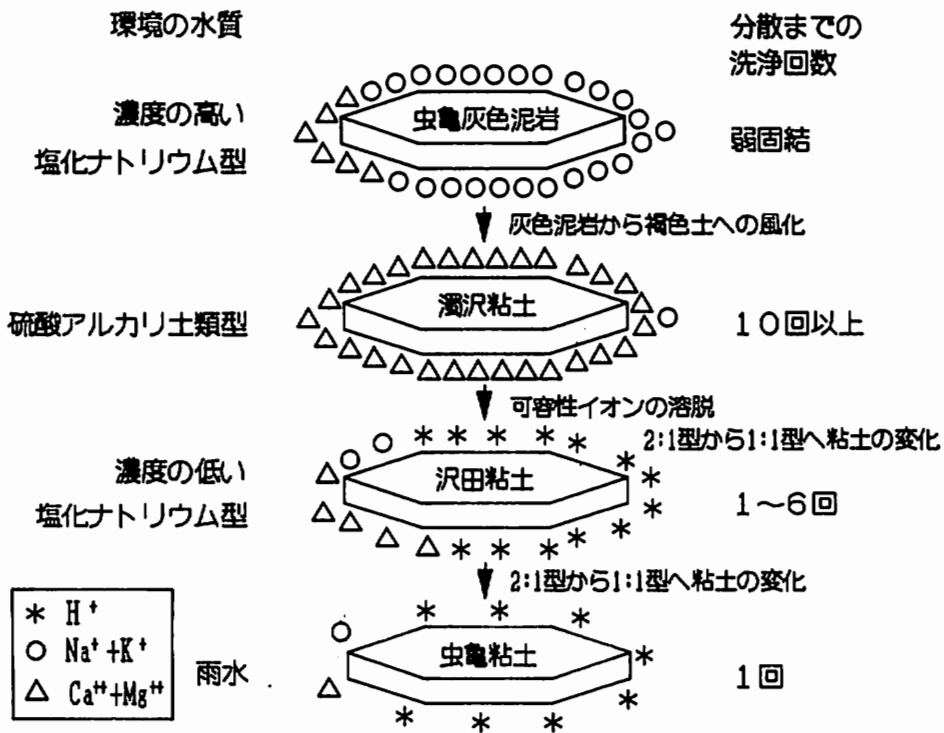 環境の水質
分散までの
洗浄回数
濃度の高い
塩化ナトリウム型
虫亀灰色泥岩
弱固結
灰色泥岩から褐色土への風化
硫酸アルカリ土類型
濁沢粘土
10回以上
可容性イオンの溶脱
2:1型から1:1型へ粘土の変化
濃度の低い
塩化ナトリウム型
沢田粘土
1〜6回
2:1型から1:1型へ粘土の変化
* H⁺
○ Na⁺+K⁺
△ Ca⁺⁺+Mg⁺⁺
雨水
虫亀粘土
1回